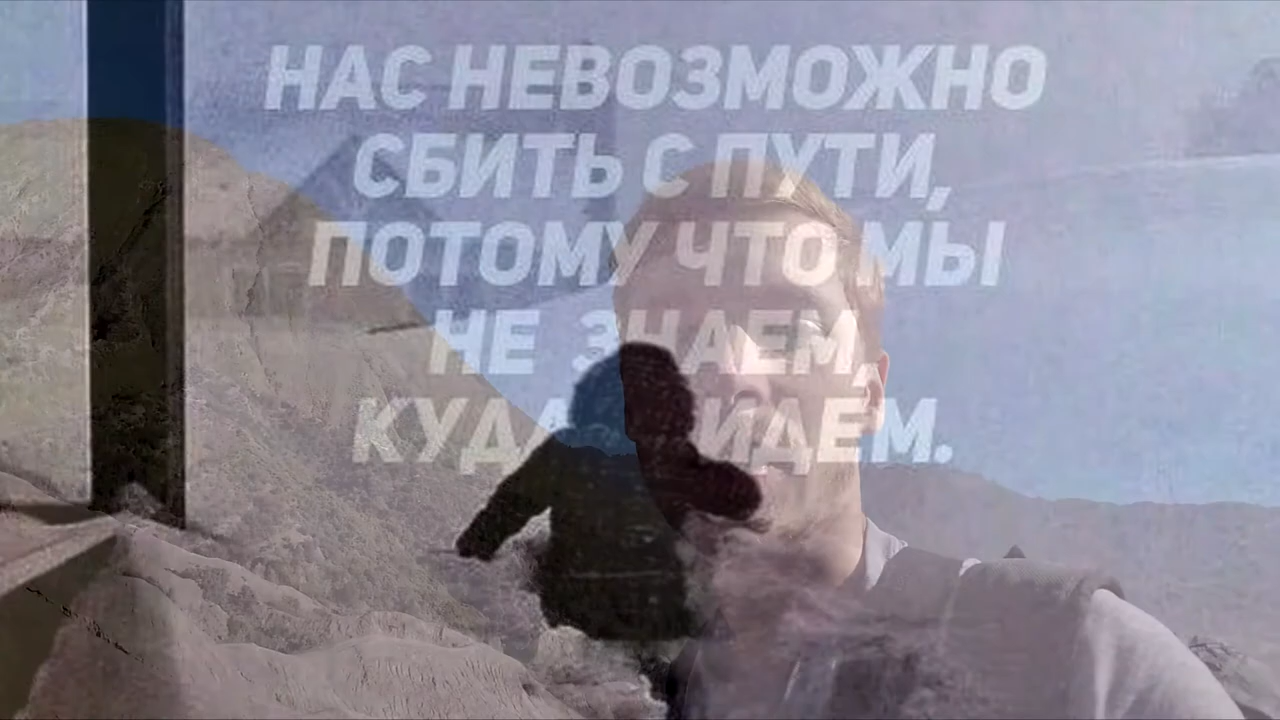 НАС НЕВОЗМОЖНО
СБИТЬ С ПУТИ,
ПОТОМУ ЧТО МЫ
НЕ ЗНАЕМ,
КУДА ИДЕМ.